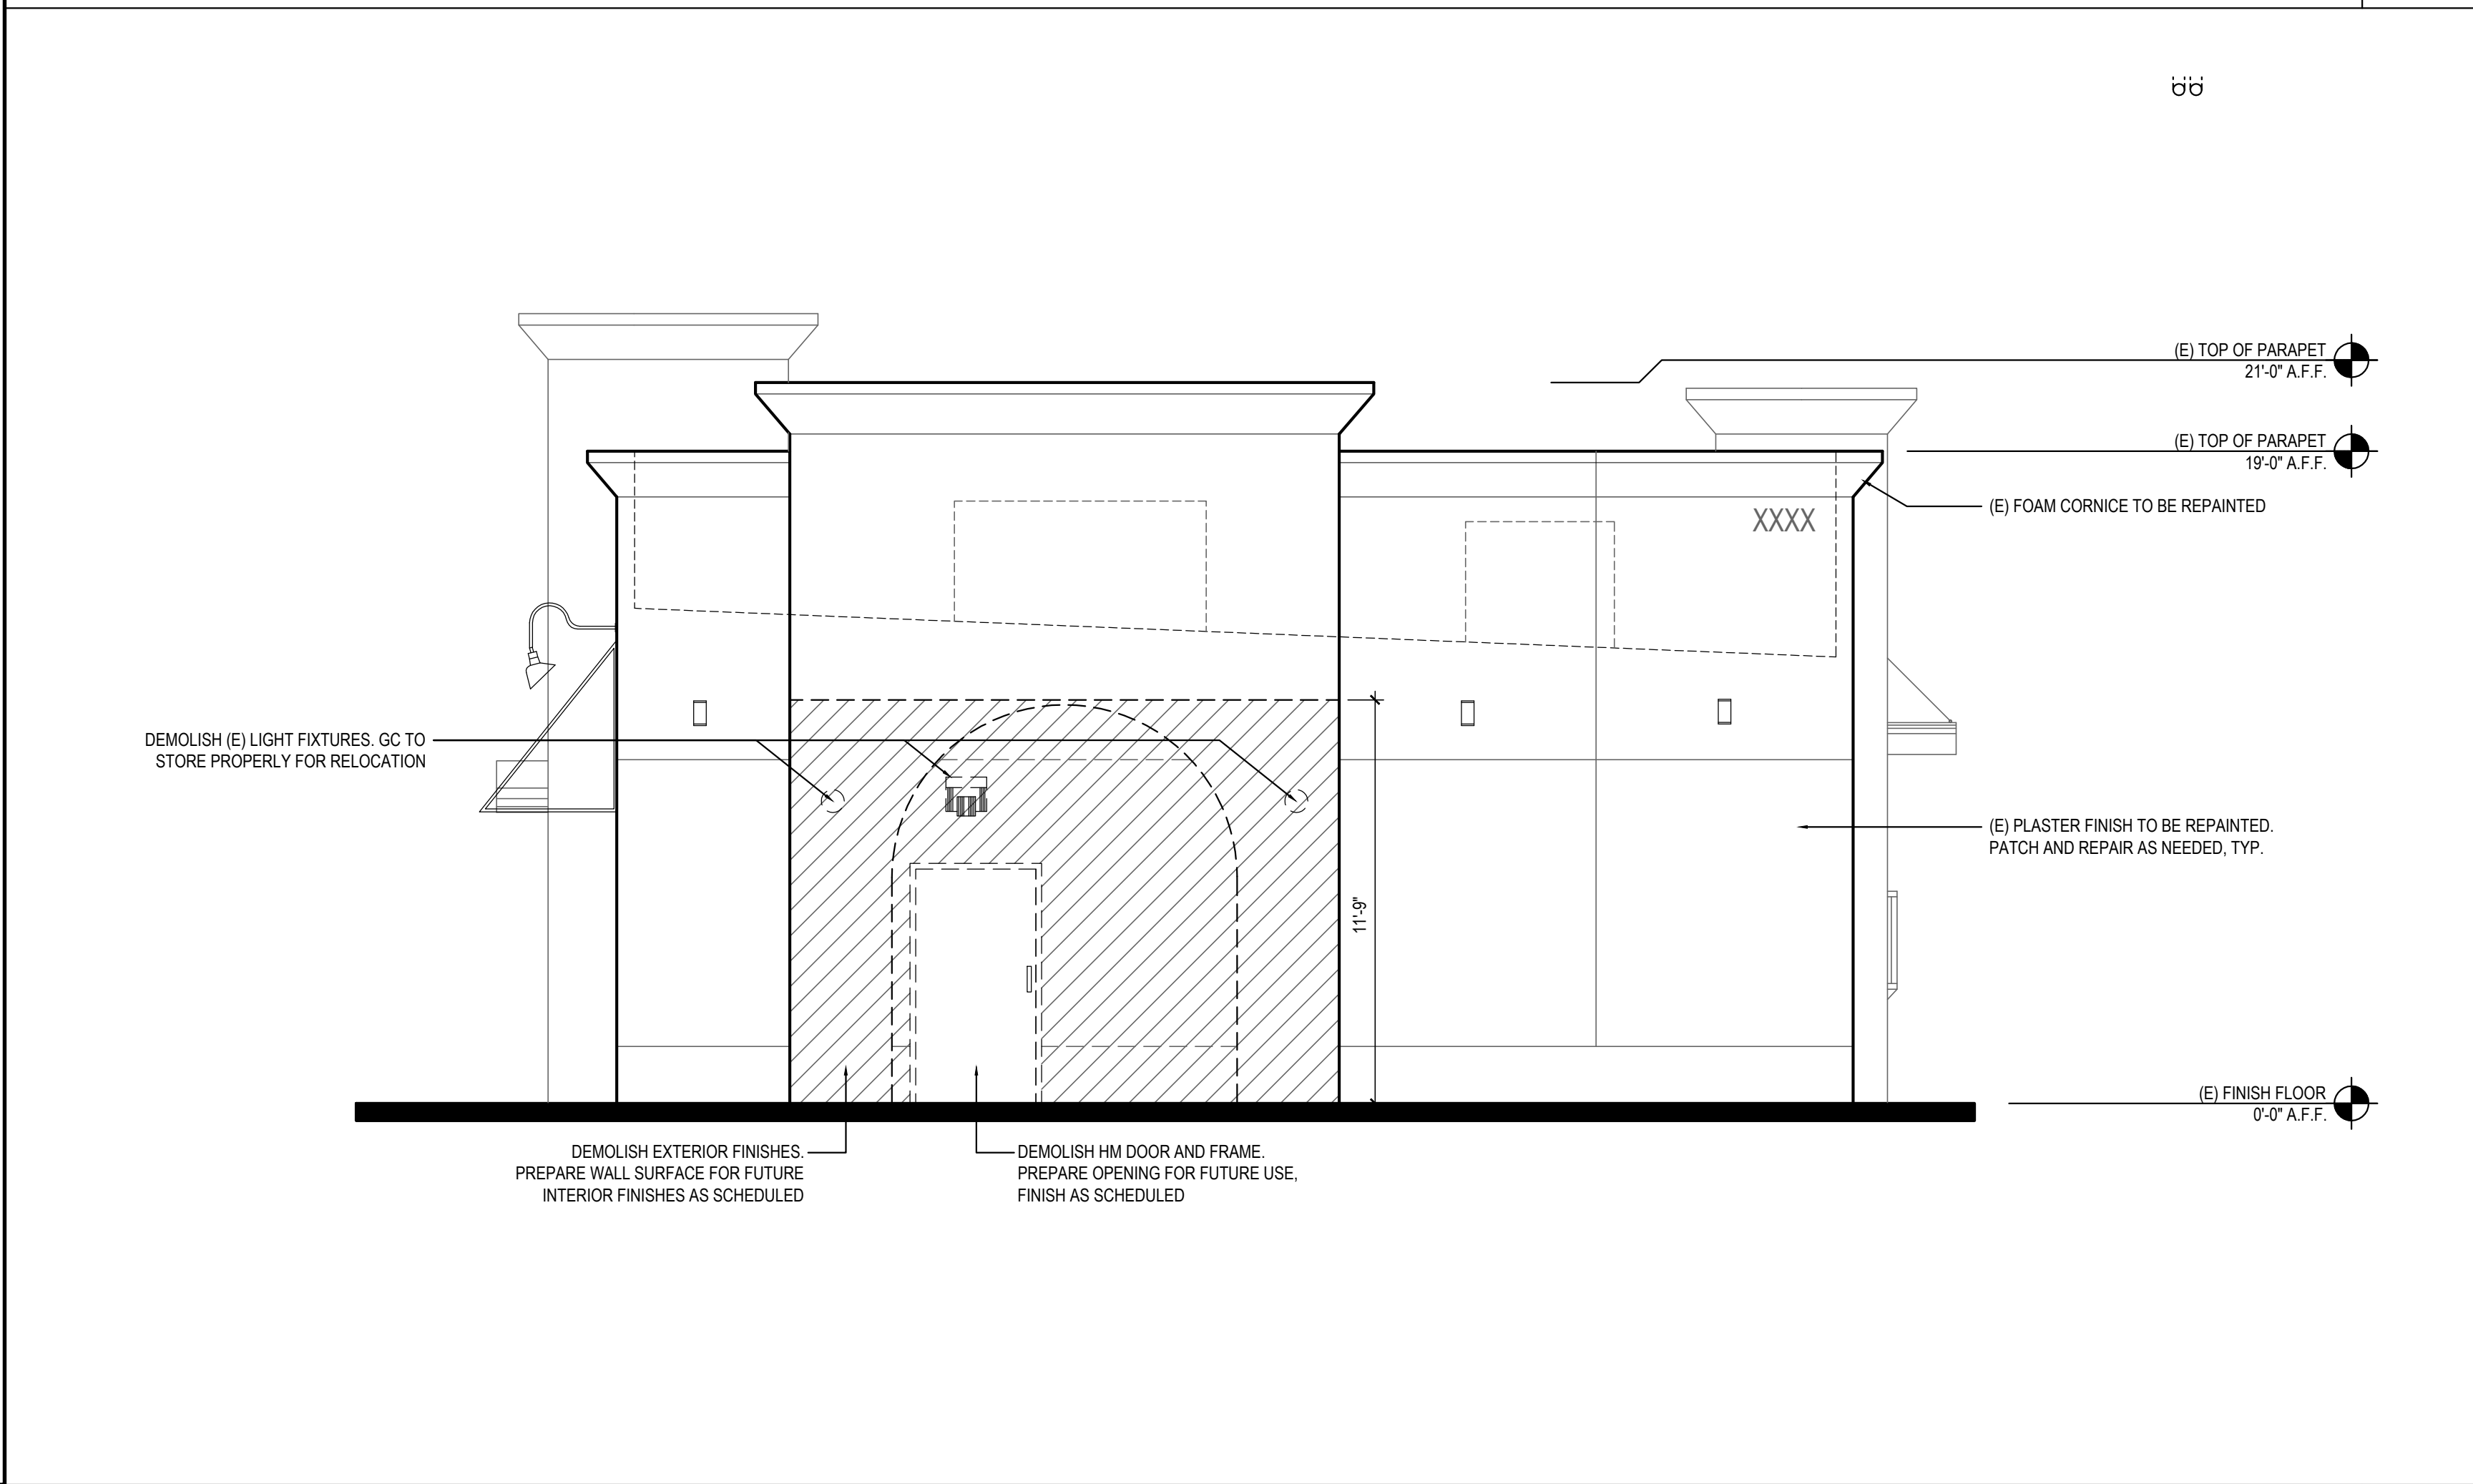 (E) TOP OF PARAPET
21'-0" A.F.F.
(E) TOP OF PARAPET
19'-0" A.F.F.
(E) FOAM CORNICE TO BE REPAINTED
XXXX
DEMOLISH (E) LIGHT FIXTURES. GC TO
STORE PROPERLY FOR RELOCATION
(E) PLASTER FINISH TO BE REPAINTED.
PATCH AND REPAIR AS NEEDED, TYP.
11'-9"
(E) FINISH FLOOR
0'-0" A.F.F.
DEMOLISH EXTERIOR FINISHES.
PREPARE WALL SURFACE FOR FUTURE
INTERIOR FINISHES AS SCHEDULED
DEMOLISH HM DOOR AND FRAME.
PREPARE OPENING FOR FUTURE USE,
FINISH AS SCHEDULED